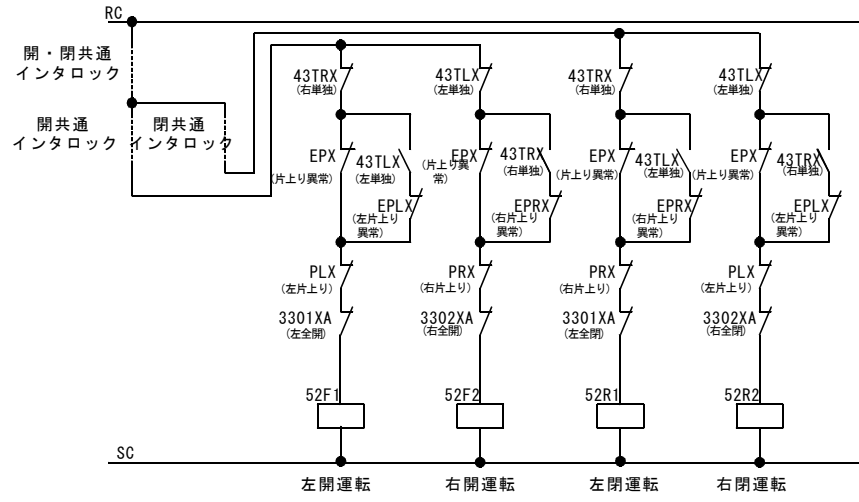 RC
開・閉共通
インタロック
開共通
インタロック
閉共通
インタロック
43TRX
(右単独)
43TLX
(左単独)
43TRX
(右単独)
43TLX
(左単独)
EPX
(片上り異常)
43TLX
(左単独)
EPLX
(左片上り
異常)
EPX
(片上り異
常)
43TRX
(右単独)
EPRX
(右片上り
異常)
EPX
(片上り異常)
43TLX
(左単独)
EPRX
(右片上り
異常)
EPX
(片上り異常)
43TRX
(右単独)
EPLX
(左片上り
異常)
PLX
(左片上り)
PRX
(右片上り)
PRX
(右片上り)
PLX
(左片上り)
3301XA
(左全開)
3302XA
(右全開)
3301XA
(左全閉)
3302XA
(右全閉)
52F1
52F2
52R1
52R2
SC
左開運転
右開運転
左閉運転
右閉運転